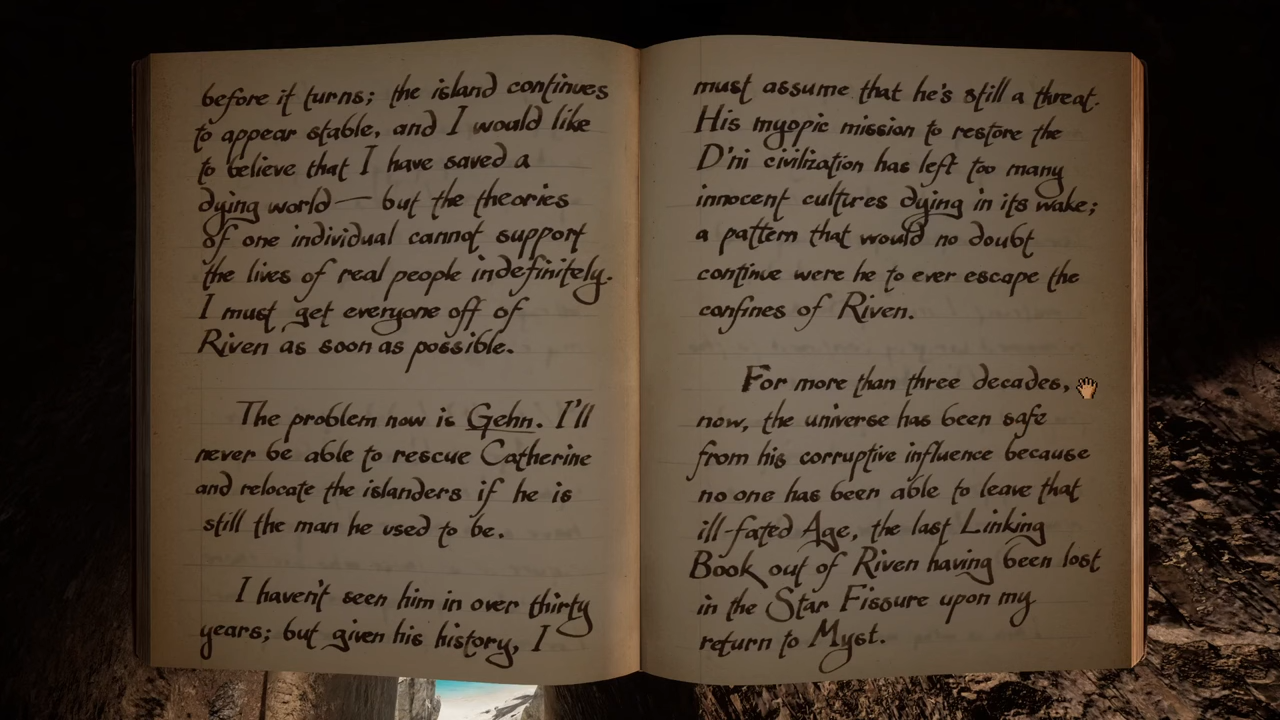 before it turns; the island continues
to appear stable, and I would like
to believe that I have saved a
dying world — but the theories
of one individual cannot support
the lives of real people indefinitely.
I must get everyone off of
Riven as soon as possible.
The problem now is Gehn. I'll
never be able to rescue Catherine
and relocate the islanders if he is
still the man he used to be.
I haven't seen him in over thirty
years; but given his history, I
must assume that he's still a threat.
His myopic mission to restore the
D'ni civilization has left too many
innocent cultures dying in its wake;
a pattern that would no doubt
continue were he to ever escape the
confines of Riven.
For more than three decades,
now, the universe has been safe
from his corruptive influence because
no one has been able to leave that
ill-fated Age, the last Linking
Book out of Riven having been lost
in the Star Fissure upon my
return to Myst.